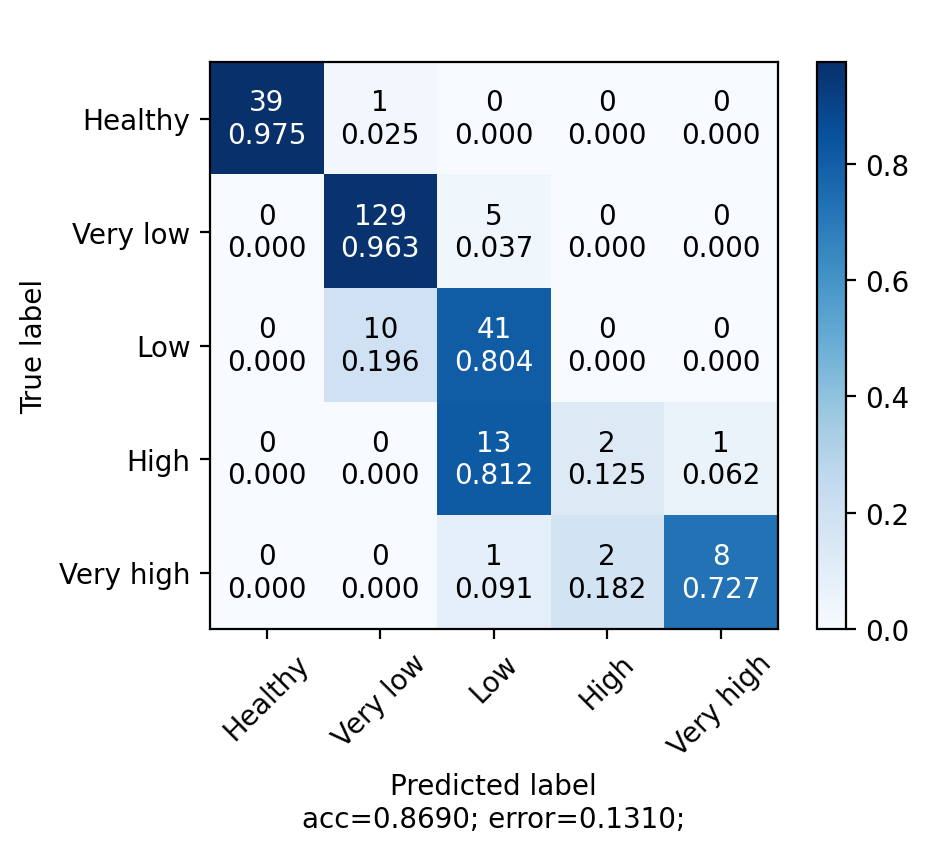 39 1 0 0 0
Healthy
0.975 0.025 0.000 0.000 0.000
0.8
0 129 5 0 0
Very low
0.000 0.963 0.037 0.000 0.000
0.6
0 10 41 0 0
Low
0.000 0.196 0.804 0.000 0.000
0.4
0 0 13 2 1
High
0.000 0.000 0.812 0.125 0.062
0.2
0 0 1 2 8
Very high
0.000 0.000 0.091 0.182 0.727
0.0
True label
Healthy
Very low
Low
High
Very high
Predicted label
acc=0.8690; error=0.1310;